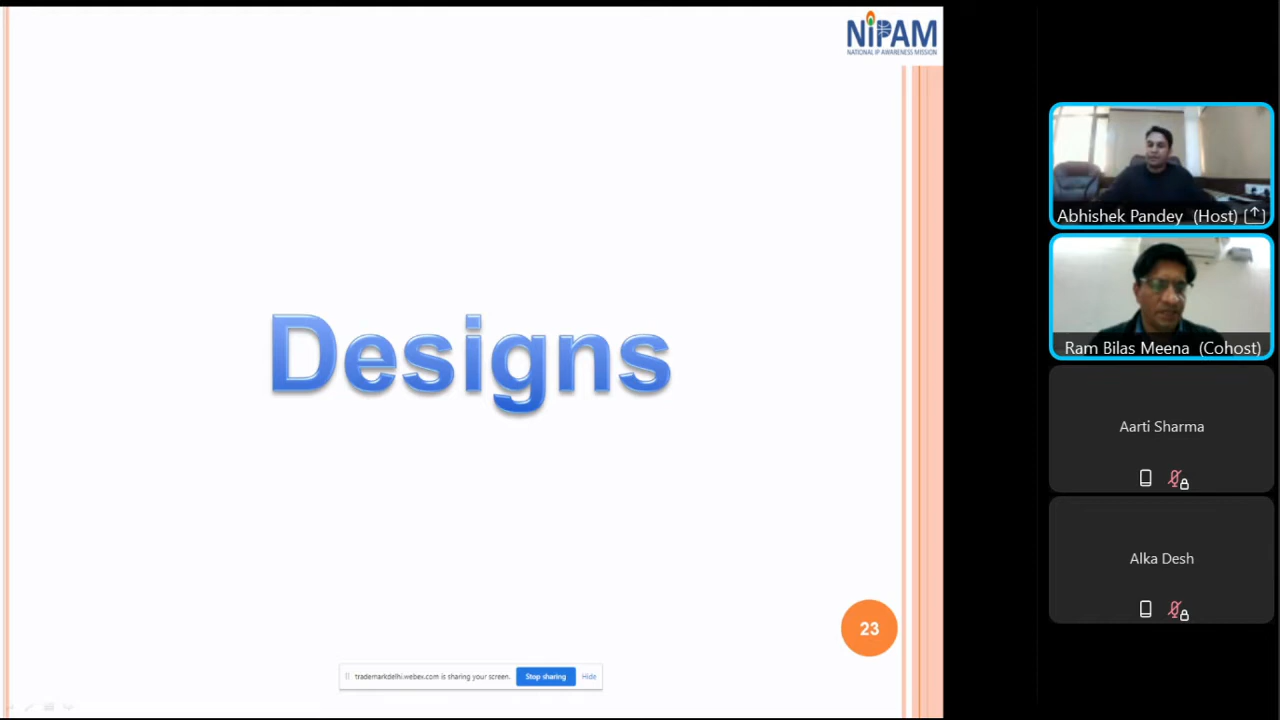 NiPAM
NATIONAL IP AWARENESS MISSION
Designs
23
trademarkdelhi.webex.com is sharing your screen.
Stop sharing
Hide
Abhishek Pandey (Host)
Ram Bilas Meena (Cohost)
Aarti Sharma
Alka Desh